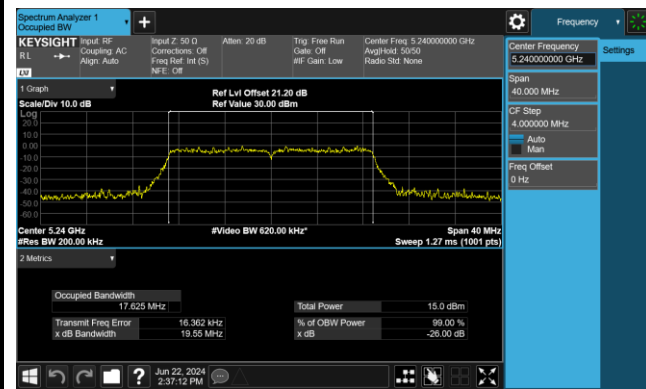 Spectrum Analyzer 1
Occupied BW
Frequency
KEYSIGHT
R L
LXI
Input: RF
Coupling: AC
Align: Auto
Input Z: 50 Ω
Corrections: Off
Freq Ref: Int (S)
NFE: Off
Atten: 20 dB
Trig: Free Run
Gate: Off
#IF Gain: Low
Center Freq: 5.240000000 GHz
Avg|Hold: 50/50
Radio Std: None
Center Frequency
5.240000000 GHz
Settings
Span
40.000 MHz
CF Step
4.000000 MHz
Auto
Man
Freq Offset
0 Hz
1 Graph
Scale/Div 10.0 dB
Ref Lvl Offset 21.20 dB
Ref Value 30.00 dBm
Log
20.0
10.0
0.00
-10.0
-20.0
-30.0
-40.0
-50.0
-60.0
Center 5.24 GHz
#Res BW 200.00 kHz
#Video BW 620.00 kHz*
Span 40 MHz
Sweep 1.27 ms (1001 pts)
2 Metrics
Occupied Bandwidth
17.625 MHz
Total Power 15.0 dBm
Transmit Freq Error 16.362 kHz
% of OBW Power 99.00 %
x dB Bandwidth 19.55 MHz
x dB -26.00 dB
?
Jun 22, 2024
2:37:12 PM